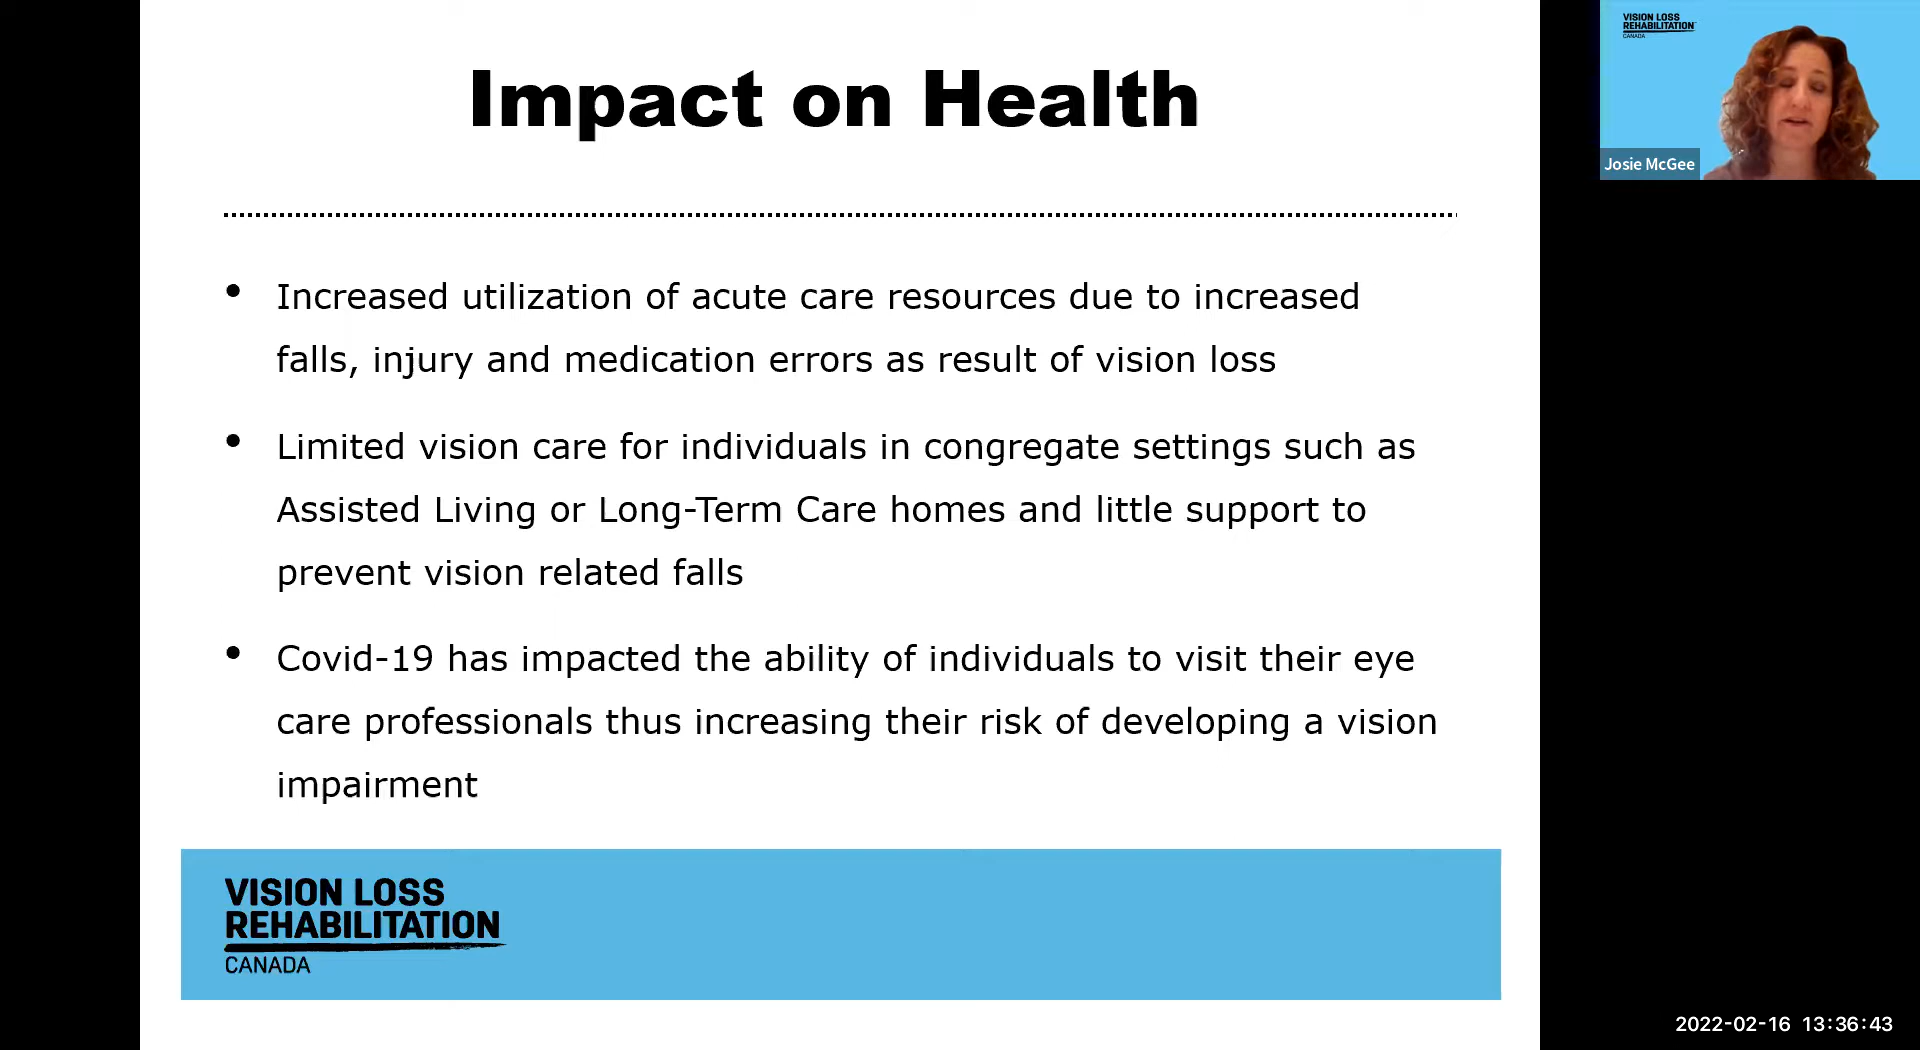 Impact on Health
• Increased utilization of acute care resources due to increased
falls, injury and medication errors as result of vision loss
• Limited vision care for individuals in congregate settings such as
Assisted Living or Long-Term Care homes and little support to
prevent vision related falls
• Covid-19 has impacted the ability of individuals to visit their eye
care professionals thus increasing their risk of developing a vision
impairment
VISION LOSS
REHABILITATION
CANADA
VISION LOSS
REHABILITATION
CANADA
Josie McGee
2022-02-16 13:36:43